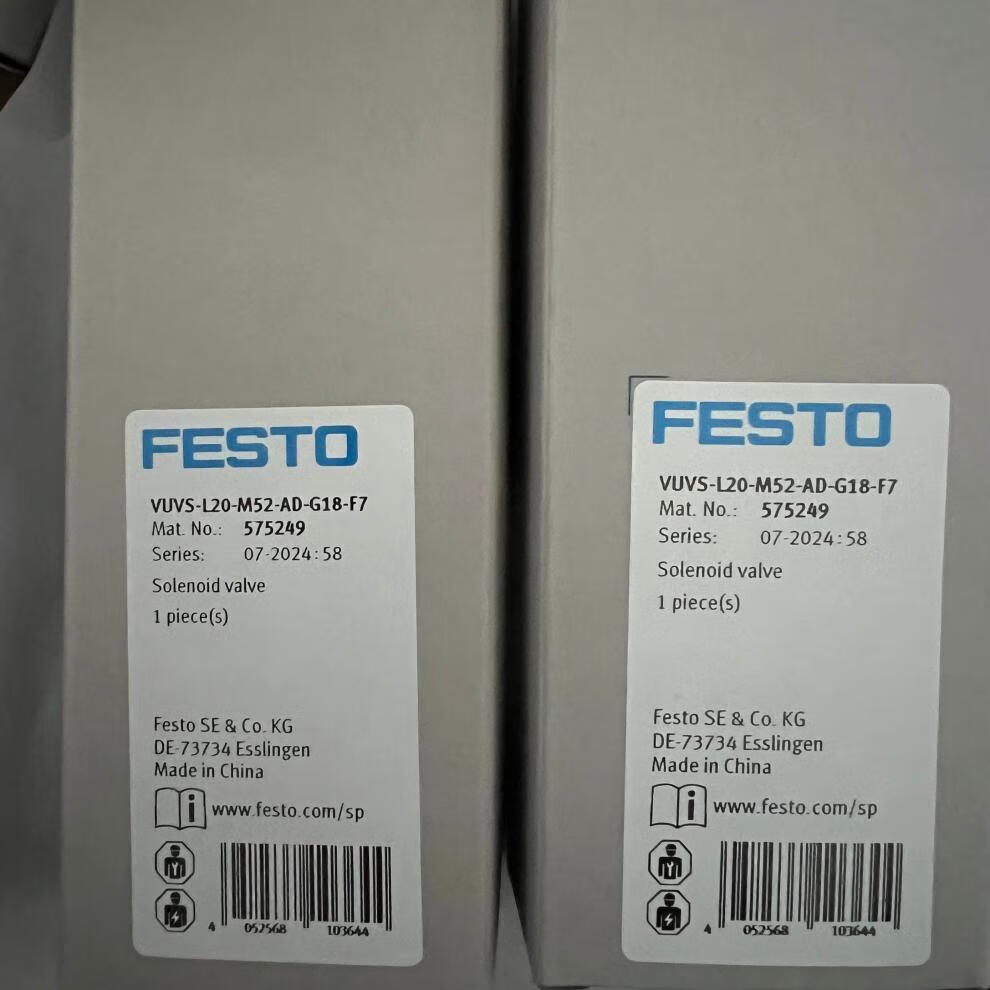 FESTO
VUVS-L20-M52-AD-G18-F7
Mat. No.: 575249
Series: 07-2024:58
Solenoid valve
1 piece(s)
Festo SE & Co. KG
DE-73734 Esslingen
Made in China
i www.festo.com/sp
4 052568 103644
FESTO
VUVS-L20-M52-AD-G18-F7
Mat. No.: 575249
Series: 07-2024:58
Solenoid valve
1 piece(s)
Festo SE & Co. KG
DE-73734 Esslingen
Made in China
i www.festo.com/sp
4 052568 103644